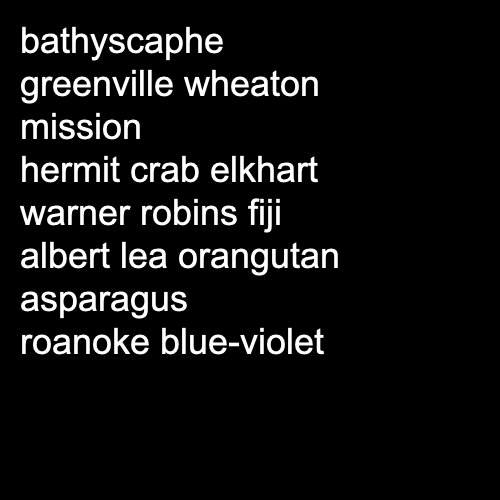 bathyscaphe
greenville wheaton
mission
hermit crab elkhart
warner robins fiji
albert lea orangutan
asparagus
roanoke blue-violet